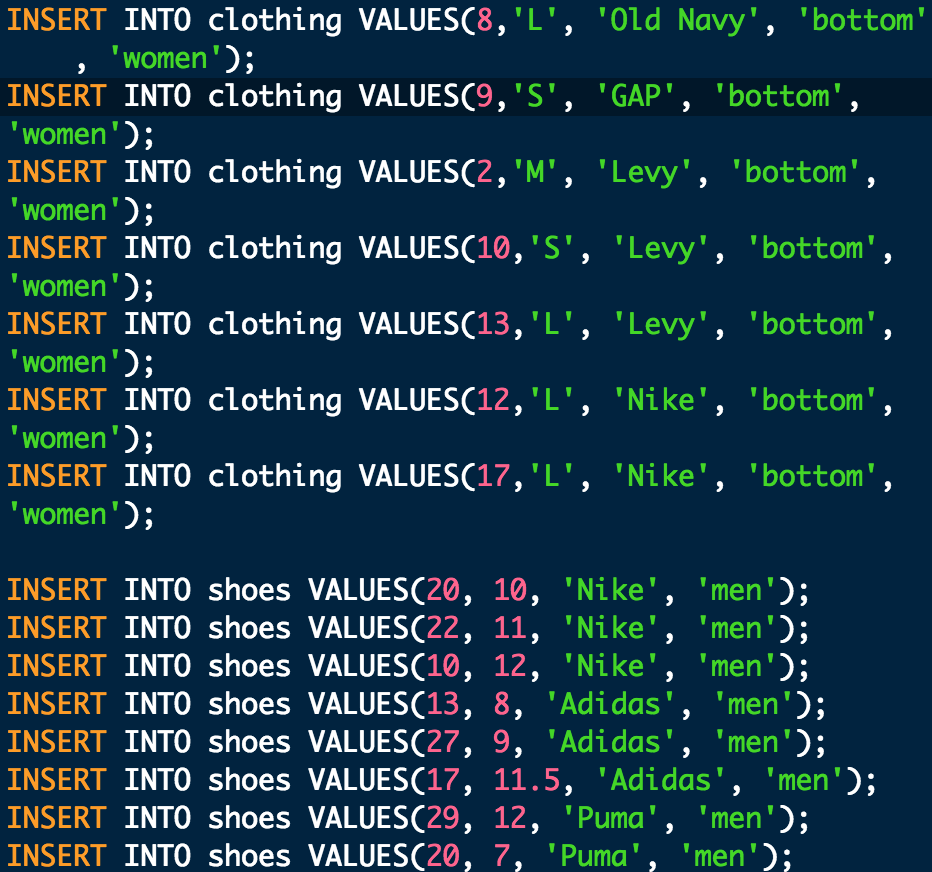 INSERT INTO clothing VALUES(8,'L', 'Old Navy', 'bottom'
, 'women');
INSERT INTO clothing VALUES(9,'S', 'GAP', 'bottom',
'women');
INSERT INTO clothing VALUES(2,'M', 'Levy', 'bottom',
'women');
INSERT INTO clothing VALUES(10,'S', 'Levy', 'bottom',
'women');
INSERT INTO clothing VALUES(13,'L', 'Levy', 'bottom',
'women');
INSERT INTO clothing VALUES(12,'L', 'Nike', 'bottom',
'women');
INSERT INTO clothing VALUES(17,'L', 'Nike', 'bottom',
'women');
INSERT INTO shoes VALUES(20, 10, 'Nike', 'men');
INSERT INTO shoes VALUES(22, 11, 'Nike', 'men');
INSERT INTO shoes VALUES(10, 12, 'Nike', 'men');
INSERT INTO shoes VALUES(13, 8, 'Adidas', 'men');
INSERT INTO shoes VALUES(27, 9, 'Adidas', 'men');
INSERT INTO shoes VALUES(17, 11.5, 'Adidas', 'men');
INSERT INTO shoes VALUES(29, 12, 'Puma', 'men');
INSERT INTO shoes VALUES(20, 7, 'Puma', 'men');